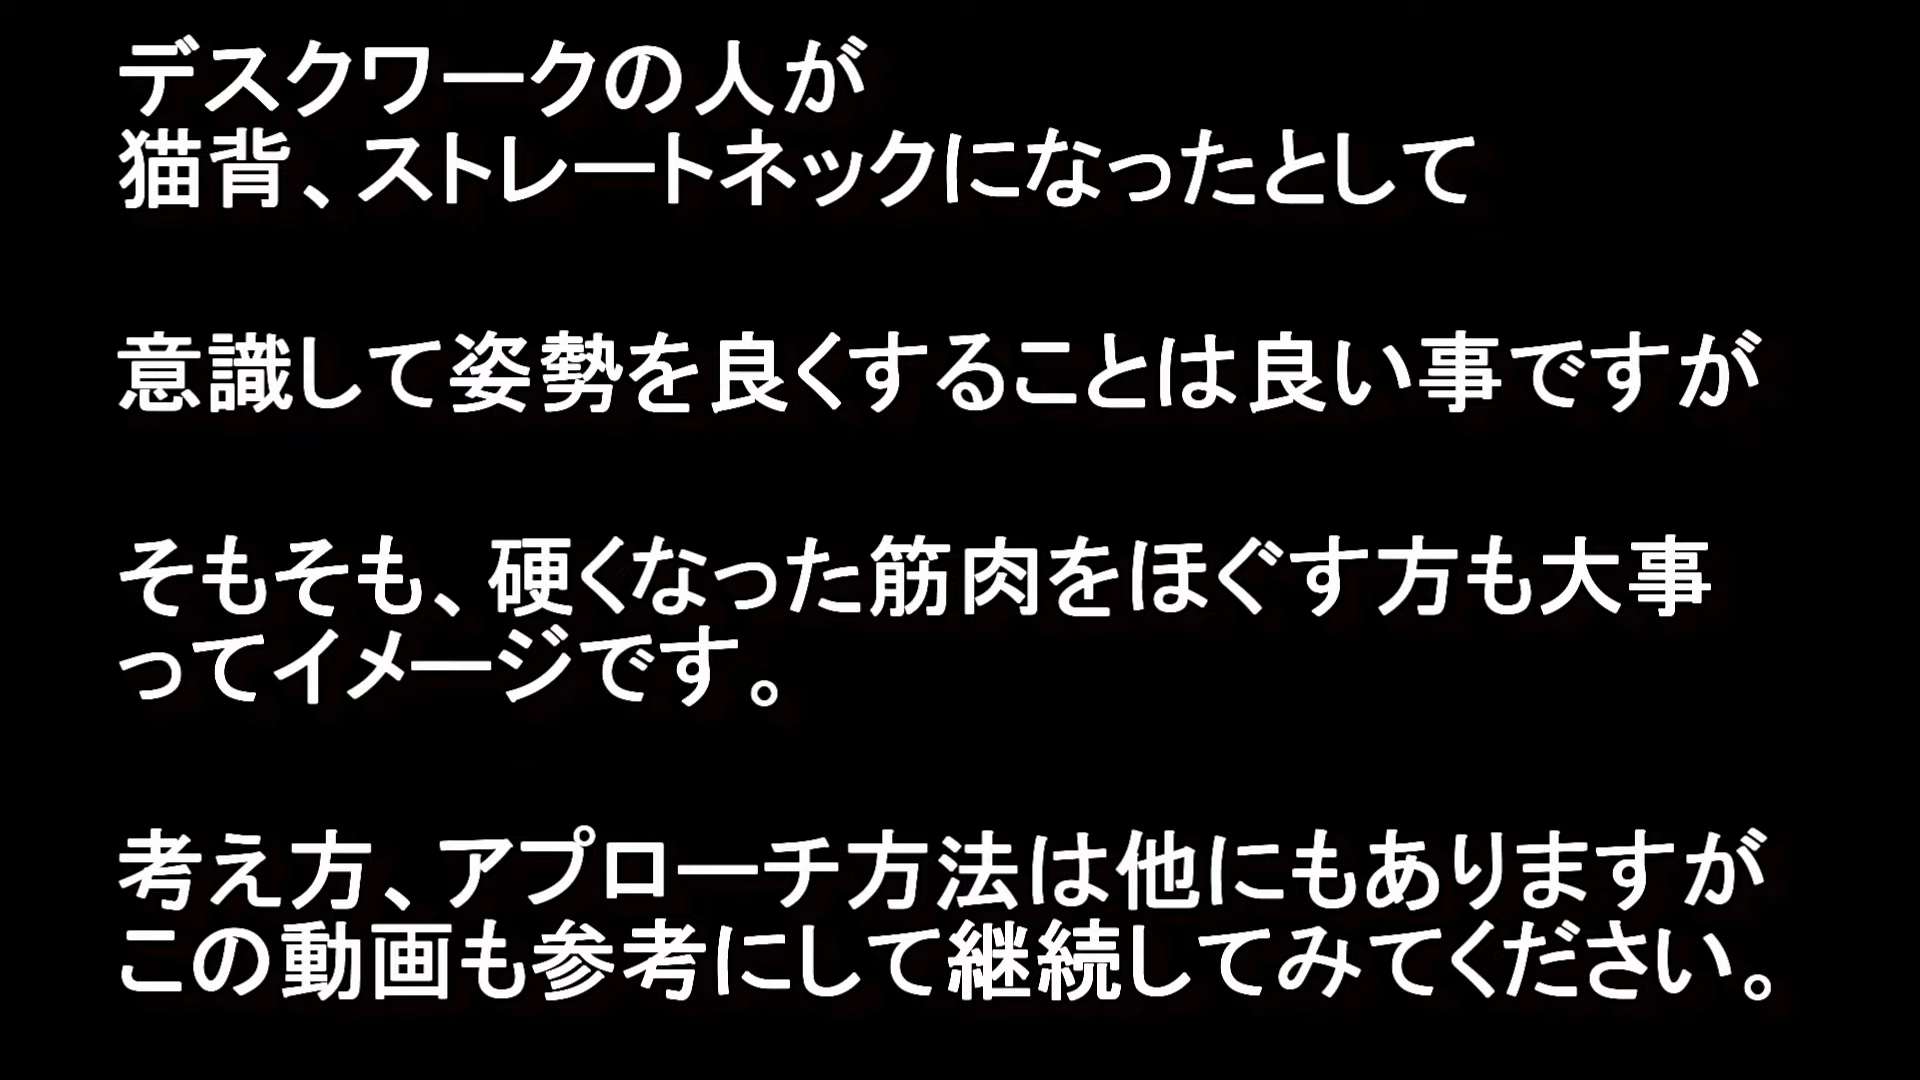 デスクワークの人が
猫背、ストレートネックになったとして
意識して姿勢を良くすることは良い事ですが
そもそも、硬くなった筋肉をほぐす方も大事
ってイメージです。
考え方、アプローチ方法は他にもありますが
この動画も参考にして継続してみてください。